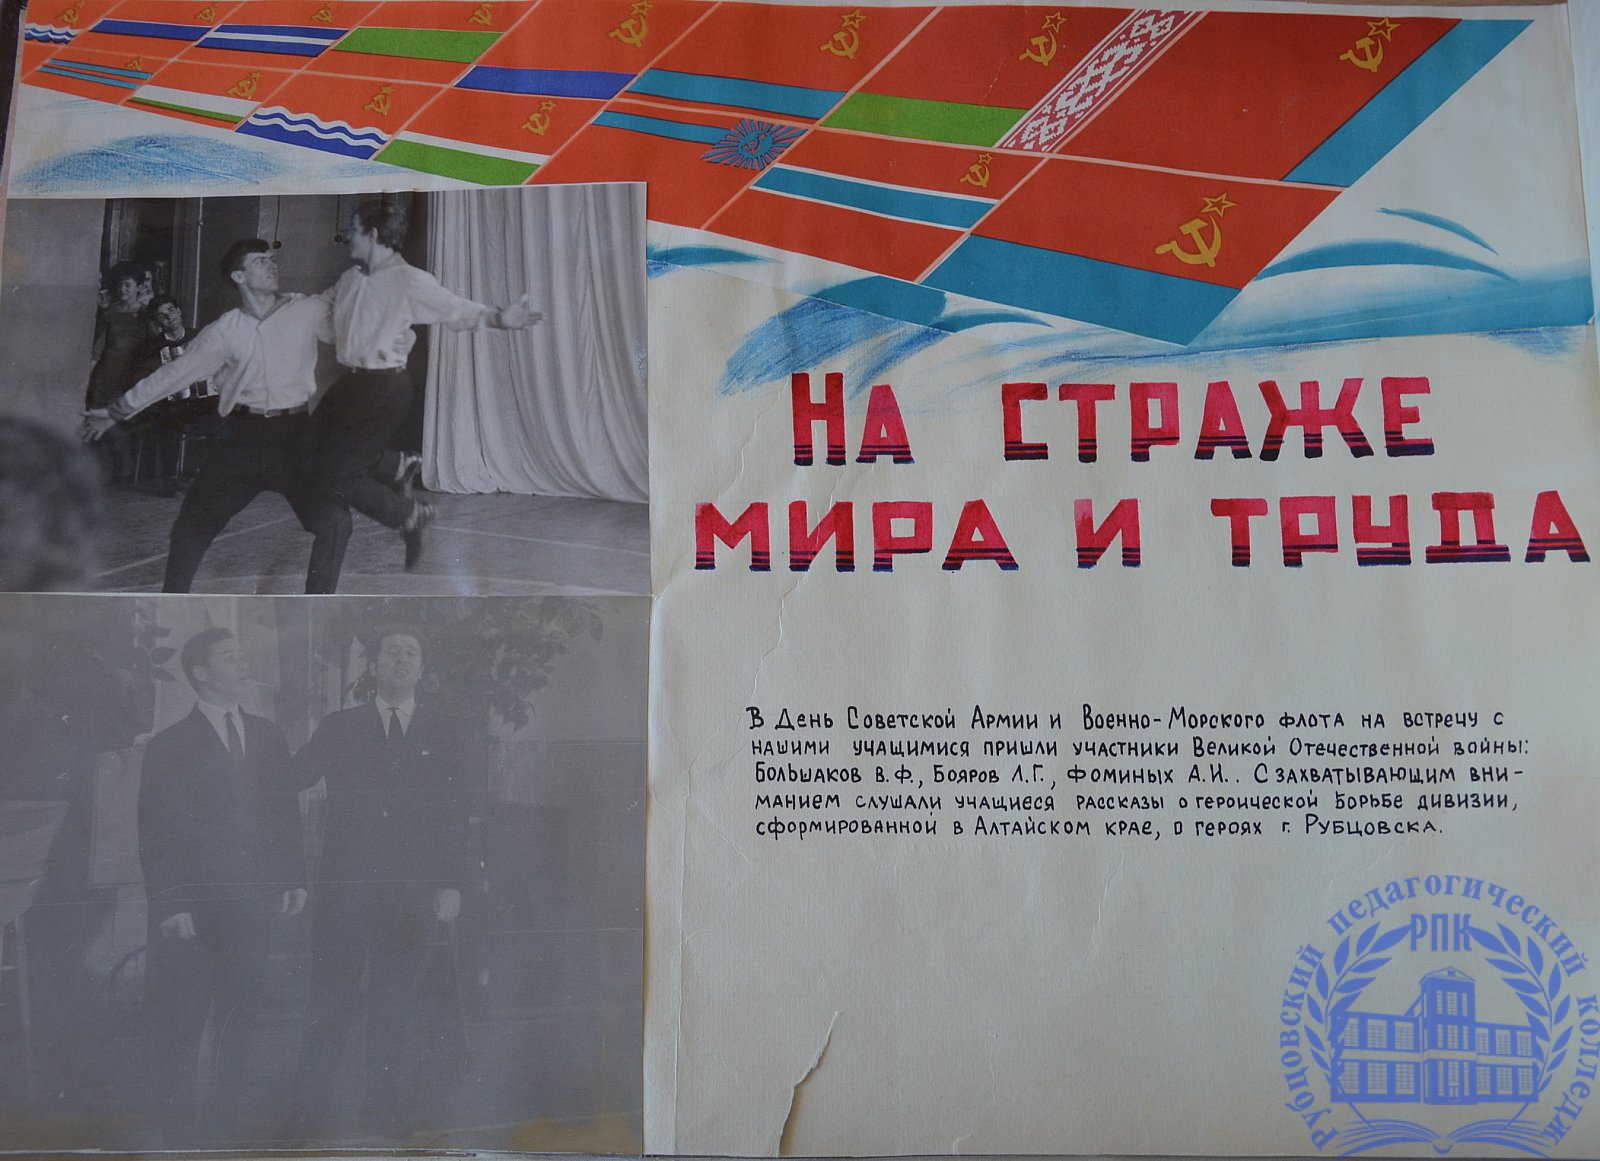 На страже
мира и труда
В День Советской Армии и Военно-Морского флота на встречу с
нашими учащимися пришли участники Великой Отечественной войны:
Большаков В.Ф., Бояров Л.Г., Фоминых А.И.. С захватывающим вни-
манием слушали учащиеся рассказы о героической борьбе дивизии,
сформированной в Алтайском крае, о героях г. Рубцовска.
Рубцовский педагогический колледж
РПК